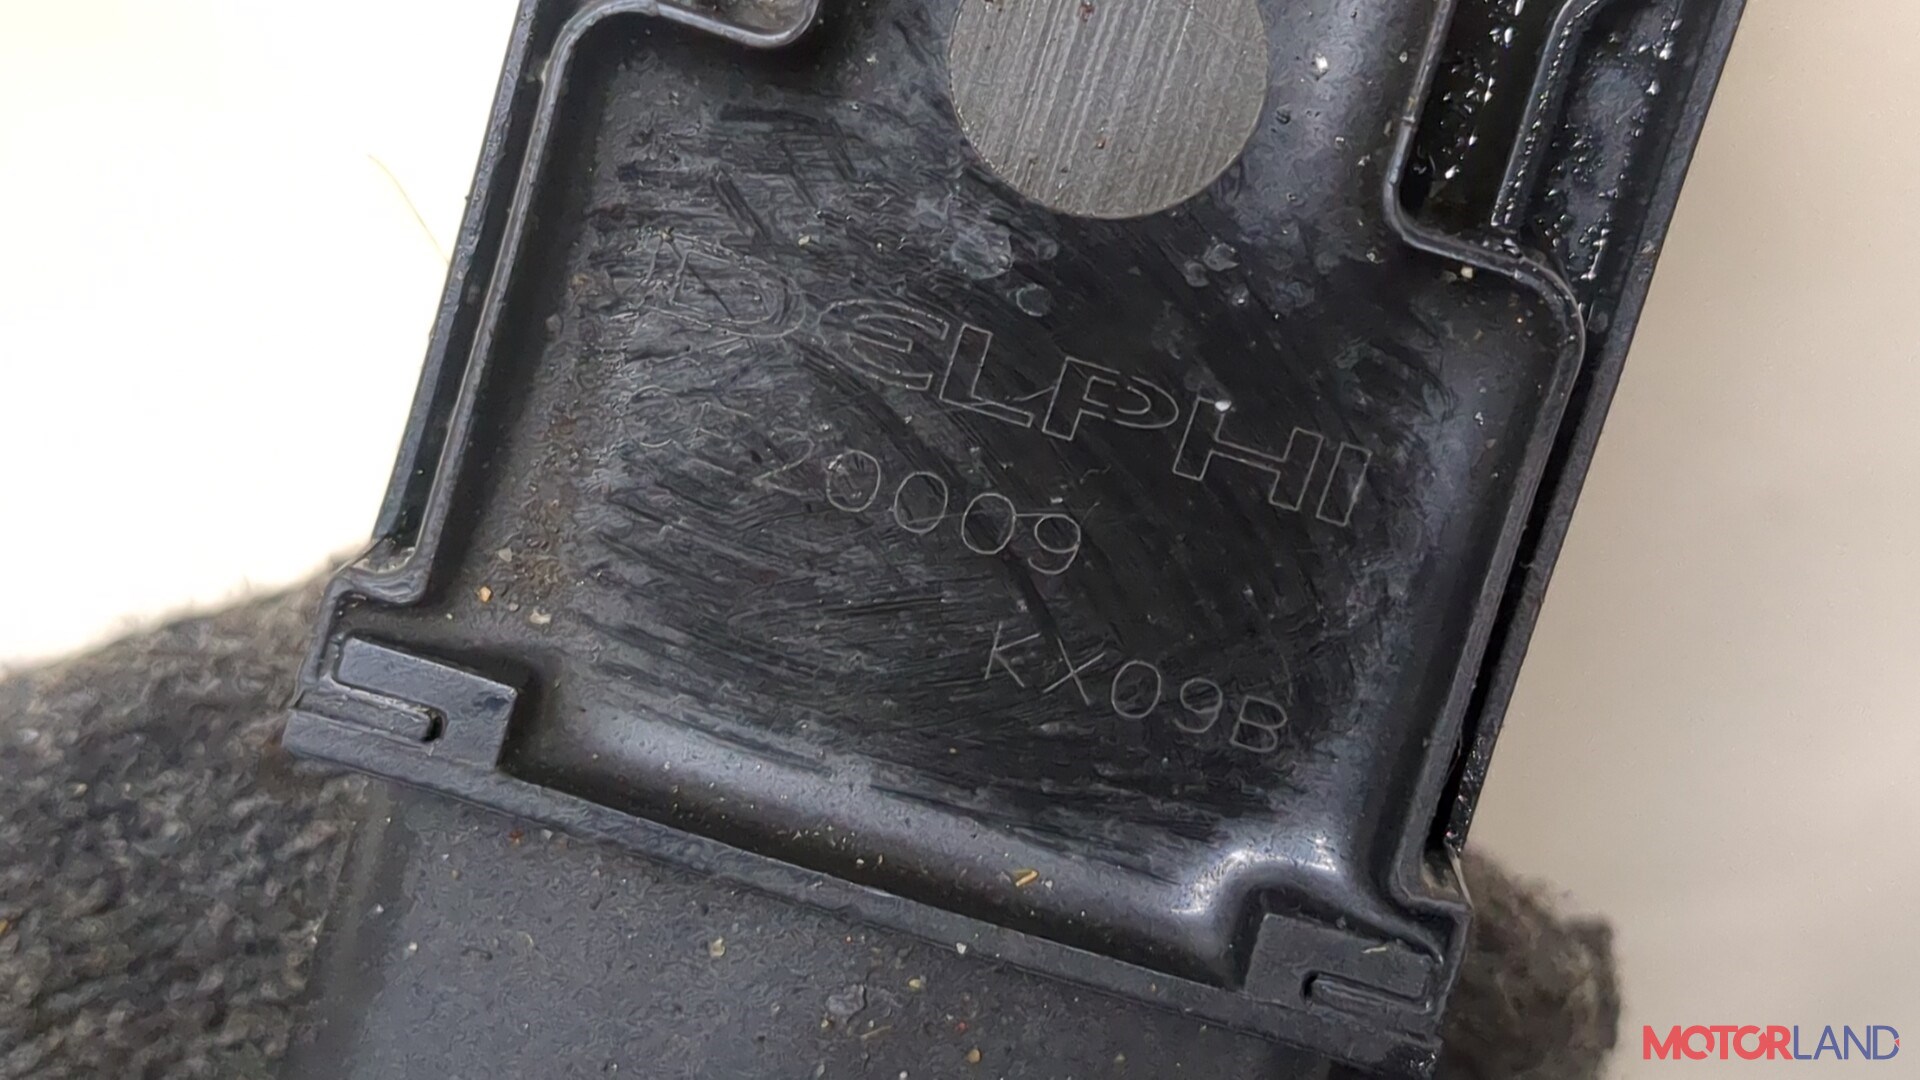 DELPHI
20009
KX09B
MOTORLAND